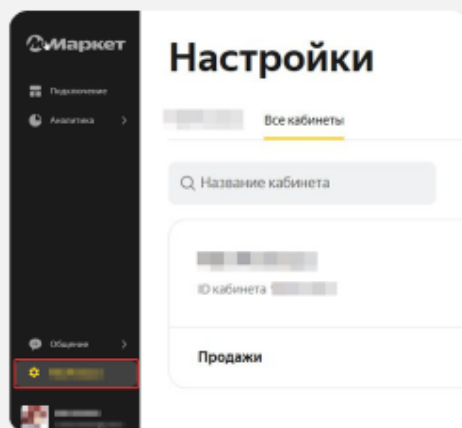 Маркет
Подключение
Аналитика
Общение
Настройки
Все кабинеты
Название кабинета
ID кабинета
Продажи